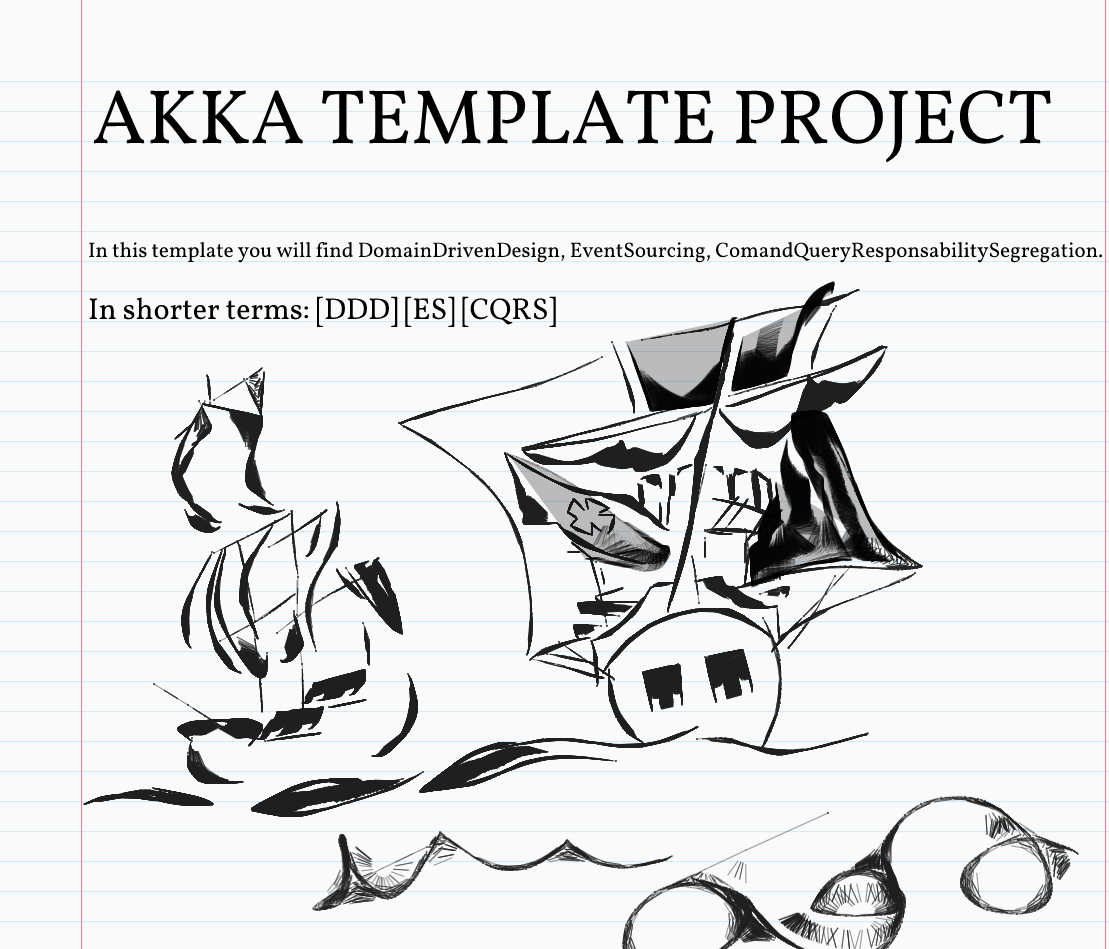 AKKA TEMPLATE PROJECT
In this template you will find DomainDrivenDesign, EventSourcing, ComandQueryResponsabilitySegregation.
In shorter terms: [DDD][ES][CQRS]